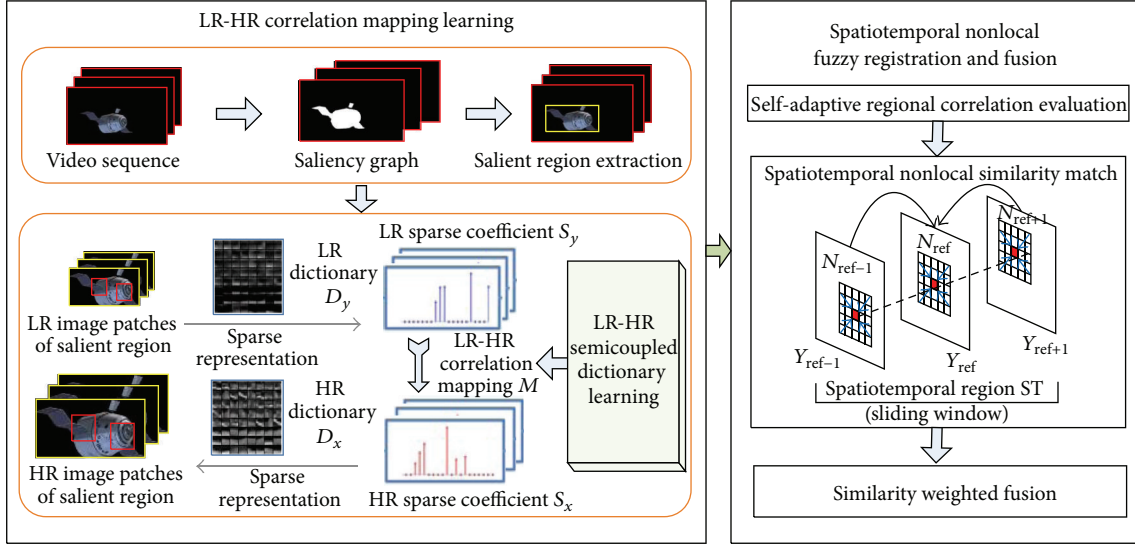 LR-HR correlation mapping learning
Video sequence
Saliency graph
Salient region extraction
LR image patches
of salient region
LR
dictionary
D_y
Sparse
representation
LR sparse coefficient S_y
LR-HR
correlation
mapping M
LR-HR
semicoupled
dictionary
learning
HR image patches
of salient region
HR
dictionary
D_x
Sparse
representation
HR sparse coefficient S_x
Spatiotemporal nonlocal
fuzzy registration and fusion
Self-adaptive regional correlation evaluation
Spatiotemporal nonlocal similarity match
N_ref−1
N_ref
N_ref+1
Y_ref−1
Y_ref
Y_ref+1
Spatiotemporal region ST
(sliding window)
Similarity weighted fusion